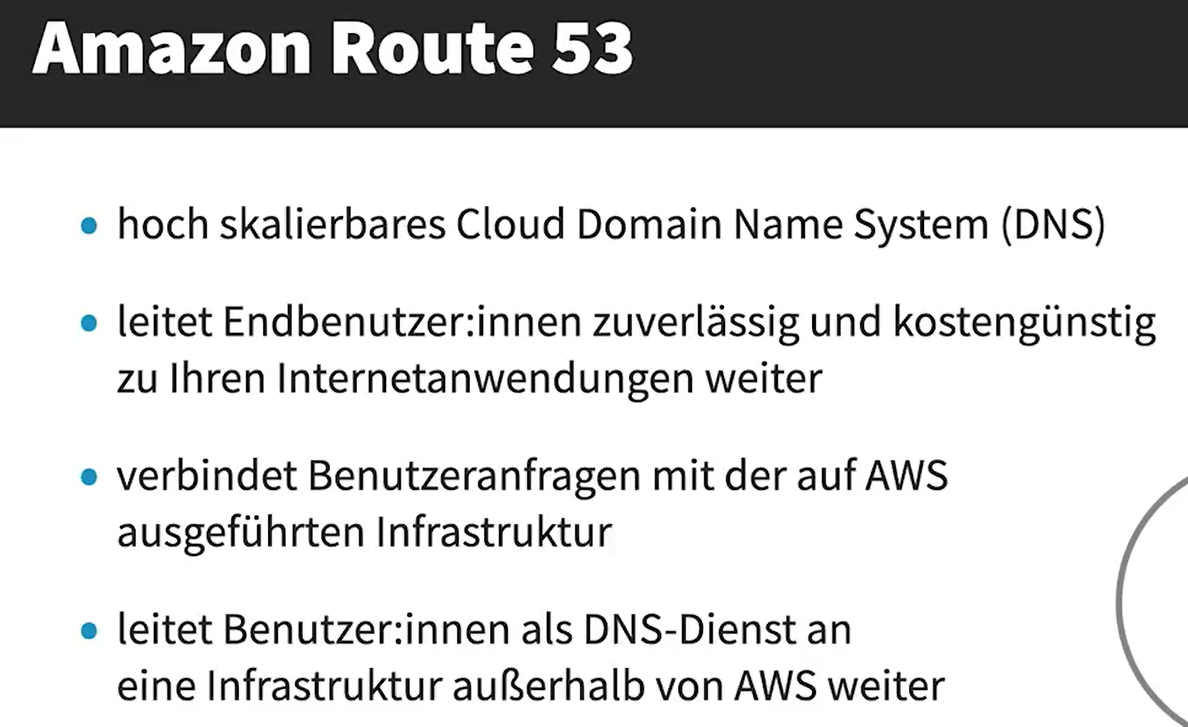 Amazon Route 53
• hoch skalierbares Cloud Domain Name System (DNS)
• leitet Endbenutzer:innen zuverlässig und kostengünstig
zu Ihren Internetanwendungen weiter
• verbindet Benutzeranfragen mit der auf AWS
ausgeführten Infrastruktur
• leitet Benutzer:innen als DNS-Dienst an
eine Infrastruktur außerhalb von AWS weiter